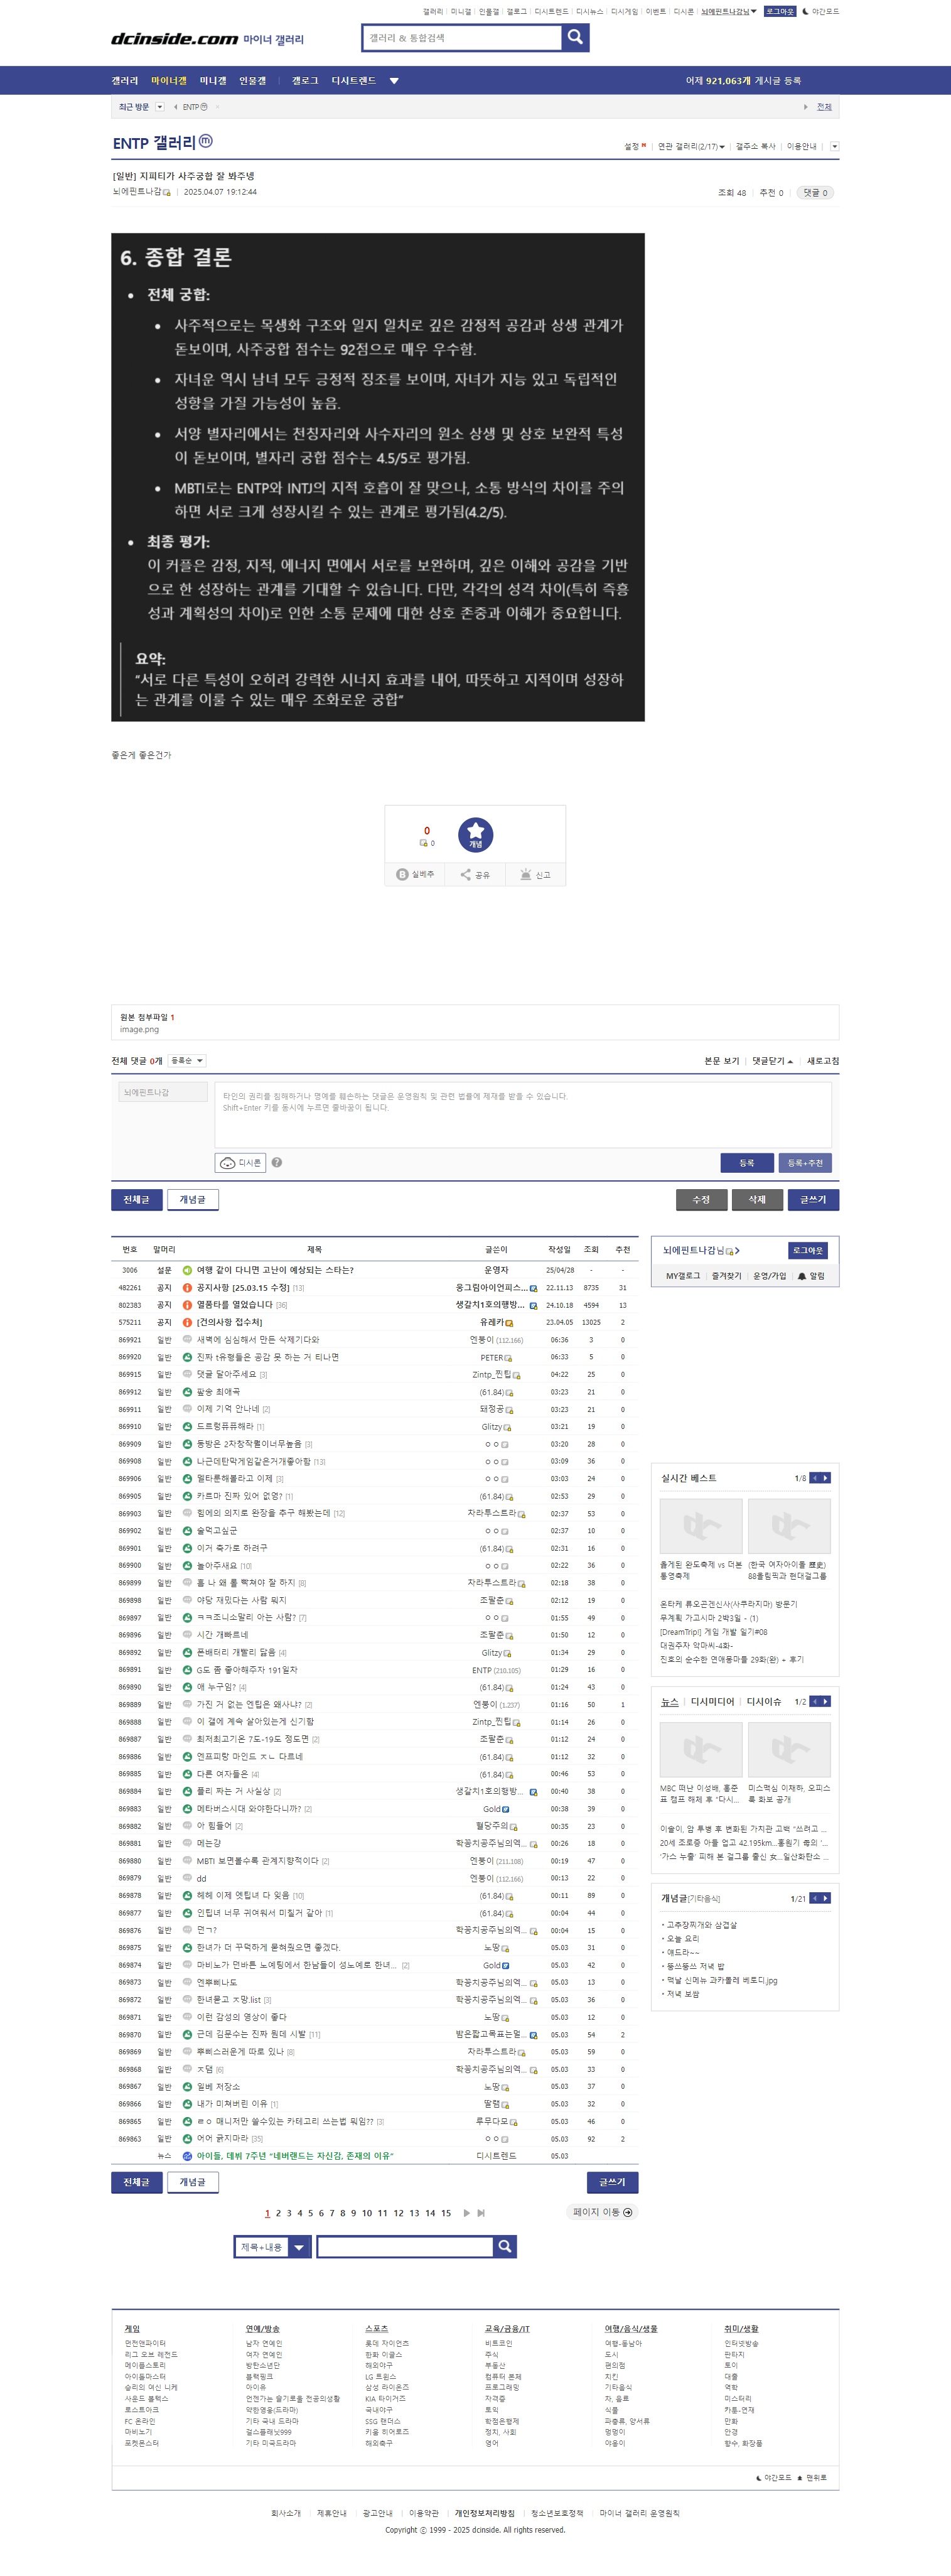 갤러리 미니갤 인물갤 갤로그 디시트렌드 디시뉴스 디시게임 이벤트 디시콘 뇌에핀트나감님 로그아웃 야간모드
dcinside.com 마이너 갤러리
갤러리 & 통합검색
갤러리 마이너갤 미니갤 인물갤 갤로그 디시트렌드
어제 921,063개 게시글 등록
최근 방문 ENTP 전체
ENTP 갤러리
설정 연관 갤러리(2/17) 갤주소 복사 이용안내
[일반] 지피티가 사주궁합 잘 봐주넹
뇌에핀트나감 2025.04.07 19:12:44
조회 48 추천 0 댓글 0
6. 종합 결론
전체 궁합:
사주적으로는 목생화 구조와 일지 일치로 깊은 감정적 공감과 상생 관계가
돋보이며, 사주궁합 점수는 92점으로 매우 우수함.
자녀운 역시 남녀 모두 긍정적 징조를 보이며, 자녀가 지능 있고 독립적인
성향을 가질 가능성이 높음.
서양 별자리에서는 천칭자리와 사수자리의 원소 상생 및 상호 보완적 특성
이 돋보이며, 별자리 궁합 점수는 4.5/5로 평가됨.
MBTI로는 ENTP와 INTJ의 지적 호흡이 잘 맞으나, 소통 방식의 차이를 주의
하면 서로 크게 성장시킬 수 있는 관계로 평가됨(4.2/5).
최종 평가:
이 커플은 감정, 지적, 에너지 면에서 서로를 보완하며, 깊은 이해와 공감을 기반
으로 한 성장하는 관계를 기대할 수 있습니다. 다만, 각각의 성격 차이(특히 즉흥
성과 계획성의 차이)로 인한 소통 문제에 대한 상호 존중과 이해가 중요합니다.
요약:
"서로 다른 특성이 오히려 강력한 시너지 효과를 내어, 따뜻하고 지적이며 성장하
는 관계를 이룰 수 있는 매우 조화로운 궁합"
좋은게 좋은건가
0
0
개념
실베추 공유 신고
원본 첨부파일 1
image.png
전체 댓글 0개 등록순
본문 보기 댓글닫기 새로고침
뇌에핀트나감
타인의 권리를 침해하거나 명예를 훼손하는 댓글은 운영원칙 및 관련 법률에 제재를 받을 수 있습니다.
Shift+Enter 키를 동시에 누르면 줄바꿈이 됩니다.
디시콘 등록 등록+추천
전체글 개념글 수정 삭제 글쓰기
번호 말머리 제목 글쓴이 작성일 조회 추천
3006 설문 여행 같이 다니면 고난이 예상되는 스타는? 운영자 25/04/28 - -
482261 공지 공지사항 [25.03.15 수정] [13] 웅그림아이언피스... 22.11.13 8735 31
802383 공지 열품타를 열었습니다 [36] 생갈치1호의행방... 24.10.18 4594 13
575211 공지 [건의사항 접수처] 유레카 23.04.05 13025 2
869921 일반 새벽에 심심해서 만든 삭제기다와 엔붕이 (112.166) 06:36 3 0
869920 일반 진짜 t유형들은 공감 못 하는 거 티나면 PETER 06:33 5 0
869915 일반 댓글 달아주세요 [3] Zintp_찐팁 04:22 25 0
869912 일반 팥송 최애곡 (61.84) 03:23 21 0
869911 일반 이제 기억 안나네 [2] 돼정공 03:23 21 0
869910 일반 드르렁퓨퓨해라 [1] Glitzy 03:21 19 0
869909 일반 동방은 2차창작퀄이너무높음 [3] ㅇㅇ 03:20 28 0
869908 일반 나근데탄막게임같은거개좋아함 [13] ㅇㅇ 03:09 36 0
869906 일반 멀타룬해볼라고 이제 [3] ㅇㅇ 03:03 24 0
869905 일반 카르마 진짜 있어 없엉? [1] (61.84) 02:53 29 0
869903 일반 힘에의 의지로 완장을 추구 해봤는데 [12] 차라투스트라 02:37 53 0
869902 일반 술먹고싶군 ㅇㅇ 02:37 10 0
869901 일반 이거 축가로 하려구 (61.84) 02:31 16 0
869900 일반 놀아주새요 [10] ㅇㅇ 02:22 36 0
869899 일반 흠 나 왜 롤 빡쳐야 잘 하지 [8] 차라투스트라 02:18 38 0
869898 일반 야당 재밌다는 사람 뭐지 조팔준 02:12 19 0
869897 일반 ㅋㅋ조니소말리 아는 사람? [7] ㅇㅇ 01:55 49 0
869896 일반 시간 개빠르네 조팔준 01:50 12 0
869892 일반 폰배터리 개빨리 닳음 [4] Glitzy 01:34 29 0
869891 일반 G도 좀 좋아해주자 191일차 ENTP (210.105) 01:29 16 0
869890 일반 얘 누구임? [4] (61.84) 01:24 43 0
869889 일반 가진 거 없는 엔팁은 왜사냐? [2] 엔붕이 (1.237) 01:16 50 1
869888 일반 이 갤에 계속 살아있는게 신기함 Zintp_찐팁 01:14 26 0
869887 일반 최저최고기온 7도-19도 정도면 [2] 조팔준 01:12 24 0
869886 일반 엔프피랑 마인드 ㅈㄴ 다르네 (61.84) 01:12 32 0
869885 일반 다른 여자들은 [4] (61.84) 00:46 53 0
869884 일반 플리 짜는 거 사실상 [2] 생갈치1호의행방... 00:40 38 0
869883 일반 메타버스시대 와야한다니까? [2] Gold 00:38 39 0
869882 일반 아 힘들어 [2] 혈당주의 00:35 23 0
869881 일반 메는걍 학꽁치공주님의역... 00:26 18 0
869880 일반 MBTI 보면볼수록 관계지향적이다 [2] 엔붕이 (211.108) 00:19 47 0
869879 일반 dd 엔붕이 (112.166) 00:13 22 0
869878 일반 헤헤 이제 엣팁녀 다 잊음 [10] (61.84) 00:11 89 0
869877 일반 인팁녀 너무 귀여워서 미칠거 같아 [1] (61.84) 00:04 44 0
869876 일반 먼ㄱ? 학꽁치공주님의역... 00:04 15 0
869875 일반 한녀가 더 꾸덕하게 묻혀줬으면 좋겠다. 노땅 05.03 31 0
869874 일반 마비노가 먼바튼 노예팅에서 한남들이 성노예로 한녀... [2] Gold 05.03 42 0
869873 일반 엔뿌삐나도 학꽁치공주님의역... 05.03 13 0
869872 일반 한녀묻고 ㅈ망.list [3] 학꽁치공주님의역... 05.03 36 0
869871 일반 이런 감성의 영상이 좋다 노땅 05.03 12 0
869870 일반 근데 김문수는 진짜 뭔데 시발 [11] 밤은짧고목표는멀... 05.03 54 2
869869 일반 뿌삐스러운게 따로 있나 [8] 차라투스트라 05.03 59 0
869868 일반 ㅈ댐 [6] 학꽁치공주님의역... 05.03 33 0
869867 일반 일베 저장소 노땅 05.03 37 0
869866 일반 내가 미쳐버린 이유 [1] 딸램 05.03 32 0
869865 일반 ㄹㅇ 매니저만 쓸수있는 카테고리 쓰는법 뭐임?? [3] 루무다모 05.03 46 0
869863 일반 어어 긁지마라 [35] ㅇㅇ 05.03 92 2
뉴스 아이들, 데뷔 7주년 "네버랜드는 자신감, 존재의 이유" 디시트렌드 05.03
전체글 개념글 글쓰기
1 2 3 4 5 6 7 8 9 10 11 12 13 14 15 페이지 이동
제목+내용
뇌에핀트나감님 로그아웃
MY갤로그 즐겨찾기 운영/가입 알림
실시간 베스트 1/8
욹게된 완도축제 vs 더본 통영축제
(한국 여자아이돌 歷史) 88올림픽과 현대걸그룹
온타케 류오곤겐신사(사쿠라지마) 방문기
무계획 가고시마 2박3일 - (1)
[DreamTrip!] 게임 개발 일기#08
대권주자 악마씨-4화-
진호의 순수한 연애몽마들 29화(완) + 후기
뉴스 디시미디어 디시이슈 1/2
MBC 떠난 이성배, 홍준표 캠프 해체 후 "다시...
미스맥심 이재하, 오피스룩 화보 공개
이솔이, 암 투병 후 변화된 가치관 고백 "쓰려고 ...
20세 조로증 아들 업고 42.195km...홍원기 母의 '...
'가스 누출' 피해 본 걸그룹 출신 女...일산화탄소 ...
개념글[기타음식] 1/21
고추장찌개와 삼겹살
오늘 요리
얘드라~~
뚱쓰뚱쓰 저녁 밥
맥날 신메뉴 과카몰레 베토디.jpg
저녁 보쌈
게임 연예/방송 스포츠 교육/금융/IT 여행/음식/생물 취미/생활
던전앤파이터 남자 연예인 롯데 자이언츠 비트코인 여행-동남아 인터넷방송
리그 오브 레전드 여자 연예인 한화 이글스 주식 도시 판타지
메이플스토리 방탄소년단 해외야구 부동산 편의점 토이
아이돌마스터 블랙핑크 LG 트윈스 컴퓨터 본체 치킨 대출
승리의 여신 니케 아이유 삼성 라이온즈 프로그래밍 기타음식 역학
사운드 볼텍스 언젠가는 슬기로울 전공의생활 KIA 타이거즈 자격증 차, 음료 미스터리
로스트아크 약한영웅(드라마) 국내야구 토익 식물 카툰-연재
FC 온라인 기타 국내 드라마 SSG 랜더스 학점은행제 파충류, 양서류 만화
마비노기 걸스플래닛999 키움 히어로즈 정치, 사회 멍멍이 안경
포켓몬스터 기타 미국드라마 해외축구 영어 야옹이 향수, 화장품
야간모드 맨위로
회사소개 제휴안내 광고안내 이용약관 개인정보처리방침 청소년보호정책 마이너 갤러리 운영원칙
Copyright ⓒ 1999 - 2025 dcinside. All rights reserved.